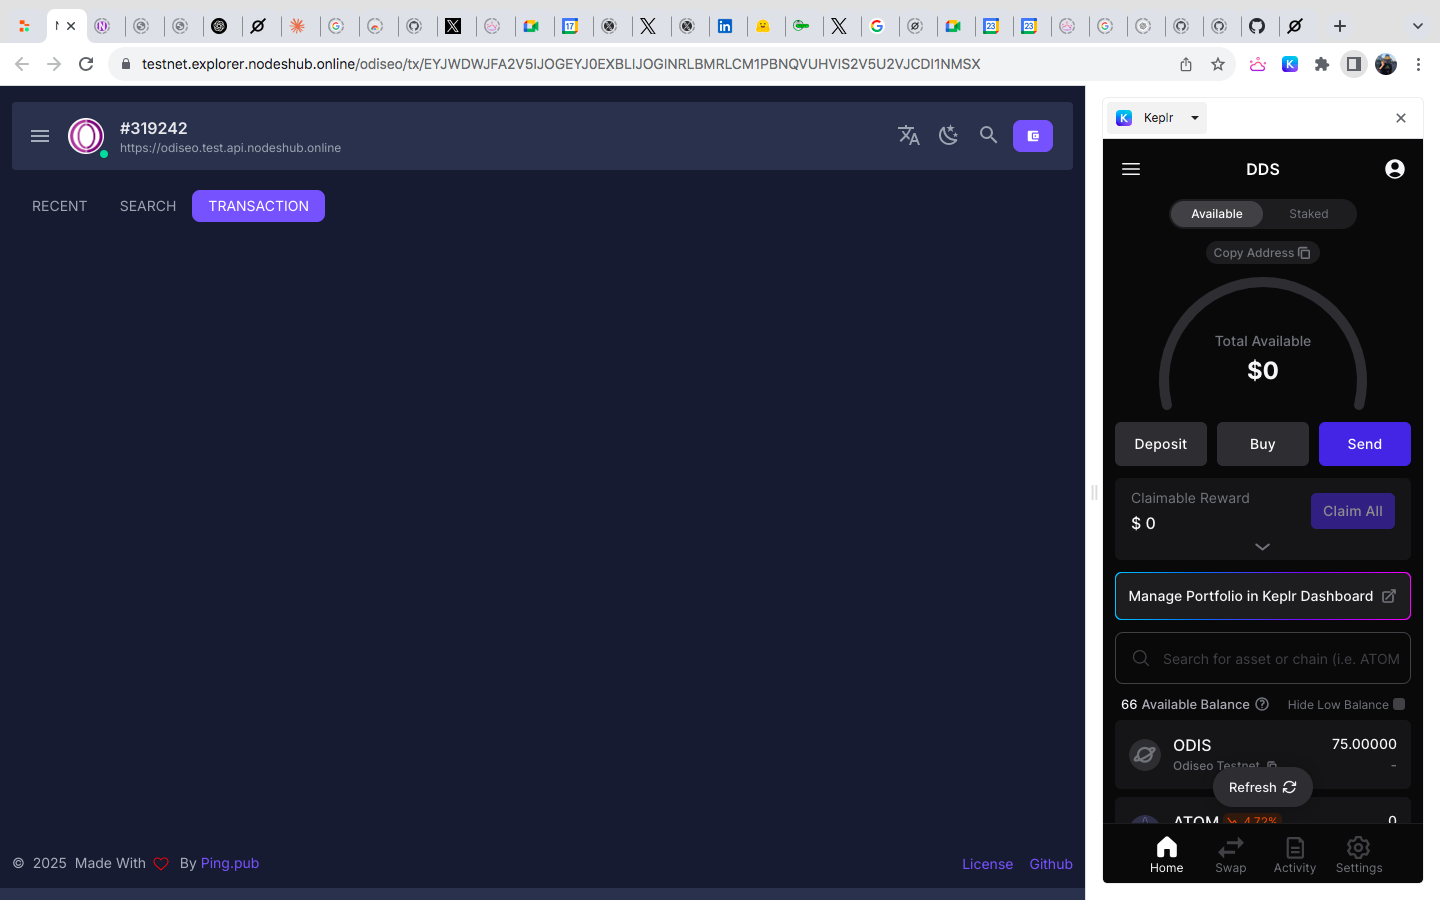 testnet.explorer.nodeshub.online/odiseo/tx/EYJWDWJFA2V5IJOGEYJ0EXBLIJOGINRLBMRLCM1PBNQVUHVIS2V5U2VJCDI1NMSX
#319242
https://odiseo.test.api.nodeshub.online
RECENT
SEARCH
TRANSACTION
© 2025 Made With By Ping.pub
License
Github
Keplr
DDS
Available
Staked
Copy Address
Total Available
$0
Deposit
Buy
Send
Claimable Reward
$ 0
Claim All
Manage Portfolio in Keplr Dashboard
Search for asset or chain (i.e. ATOM
66 Available Balance
Hide Low Balance
ODIS
75.00000
Odiseo Testnet
-
Refresh
ATOM
4.72%
0
Home
Swap
Activity
Settings